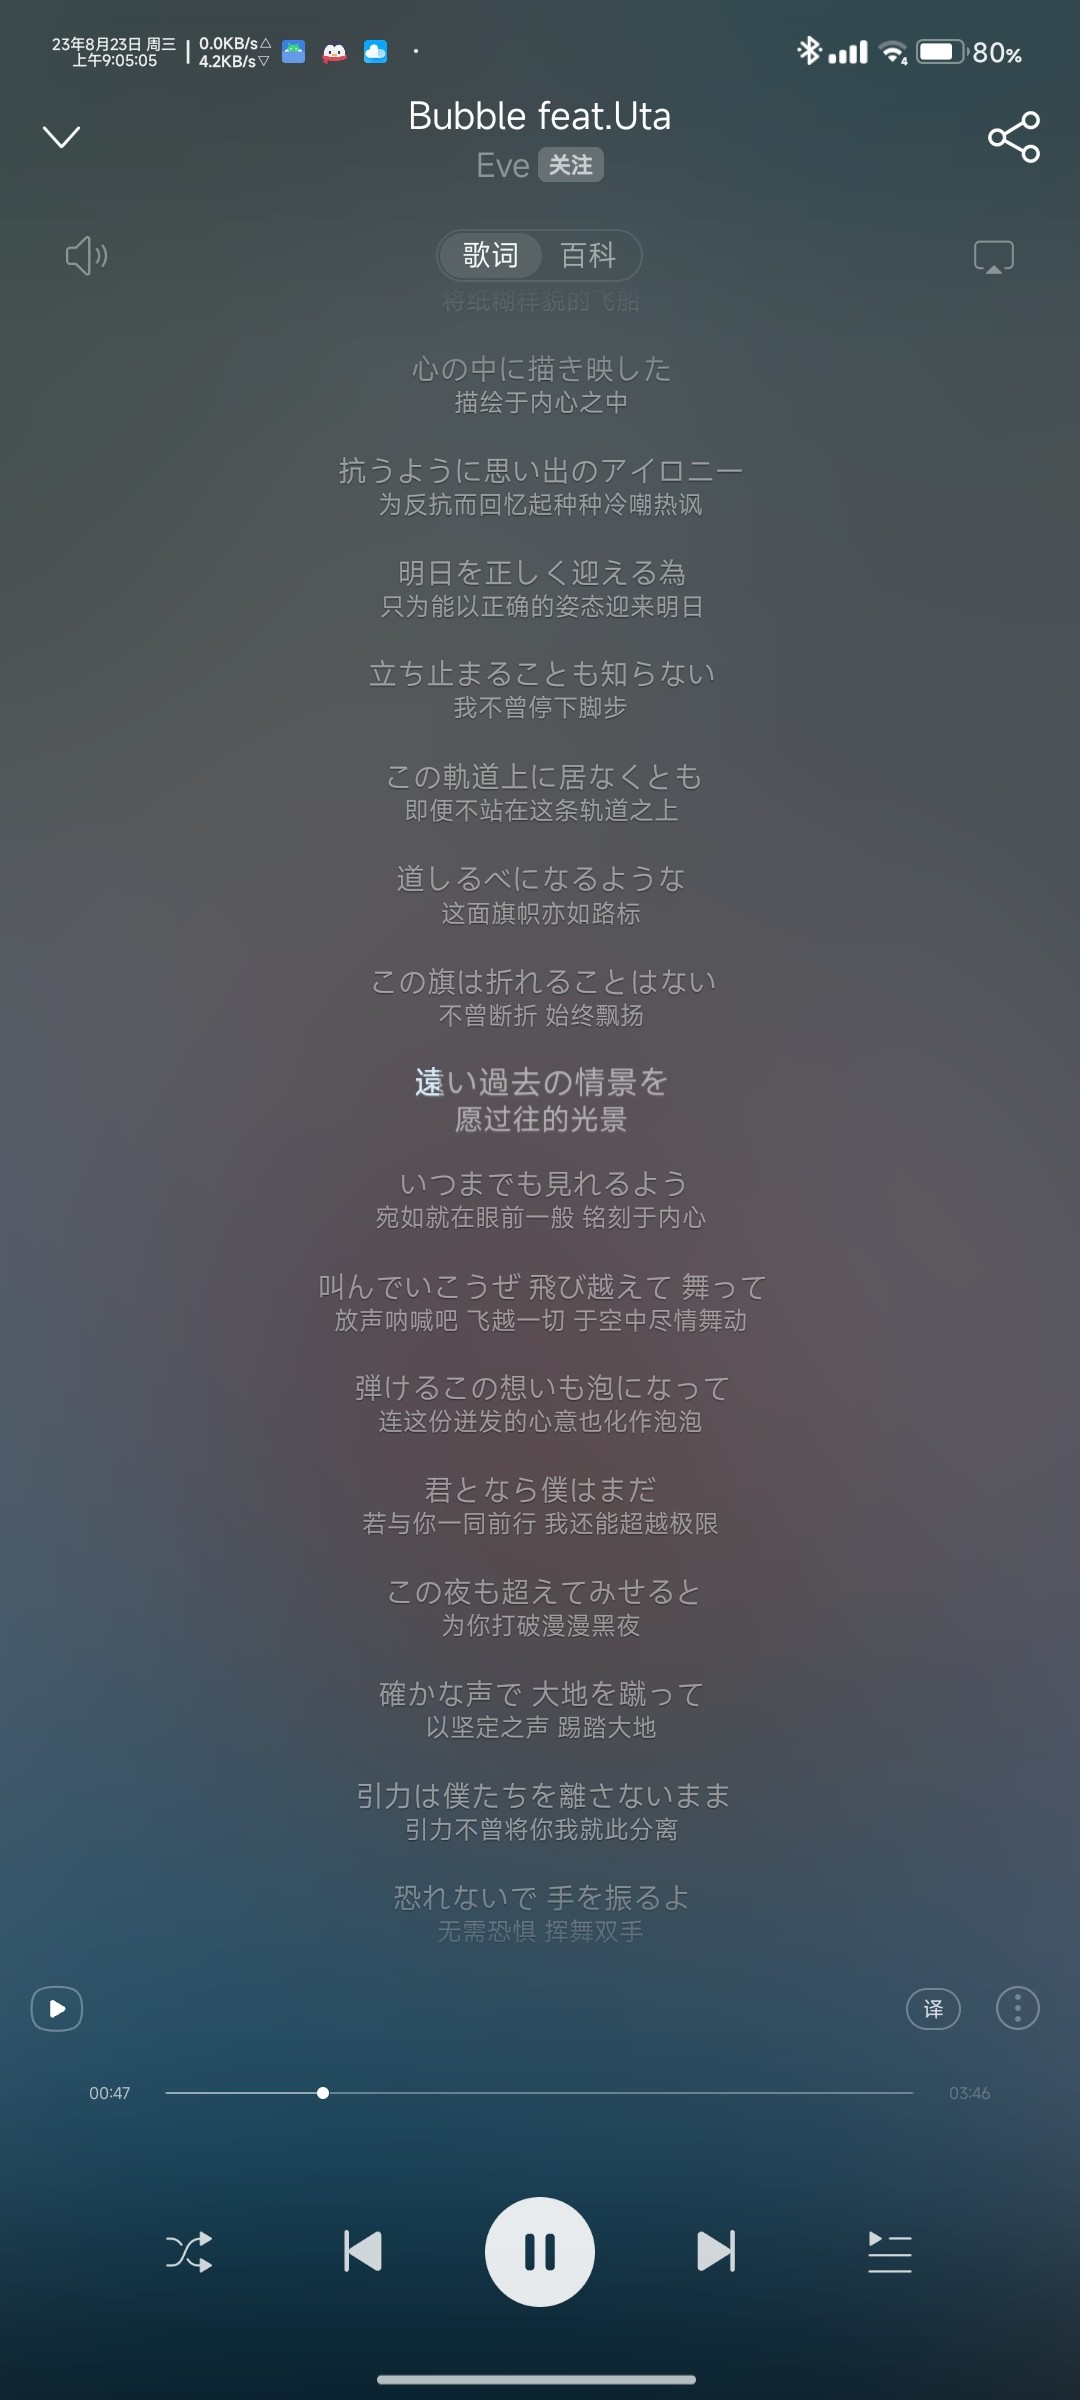 23年8月23日 周三
上午9:05:05
0.0KB/s△
4.2KB/s▽
80%
Bubble feat.Uta
Eve 关注
歌词 百科
将纸糊样貌的飞船
心の中に描き映した
描绘于内心之中
抗うように思い出のアイロニー
为反抗而回忆起种种冷嘲热讽
明日を正しく迎える為
只为能以正确的姿态迎来明日
立ち止まることも知らない
我不曾停下脚步
この軌道上に居なくとも
即便不站在这条轨道之上
道しるべになるような
这面旗帜亦如路标
この旗は折れることはない
不曾断折 始终飘扬
遠い過去の情景を
愿过往的光景
いつまでも見れるよう
宛如就在眼前一般 铭刻于内心
叫んでいこうぜ 飛び越えて 舞って
放声呐喊吧 飞越一切 于空中尽情舞动
弾けるこの想いも泡になって
连这份迸发的心意也化作泡泡
君となら僕はまだ
若与你一同前行 我还能超越极限
この夜も超えてみせると
为你打破漫漫黑夜
確かな声で 大地を蹴って
以坚定之声 踢踏大地
引力は僕たちを離さないまま
引力不曾将你我就此分离
恐れないで 手を振るよ
无需恐惧 挥舞双手
译
00:47
03:46